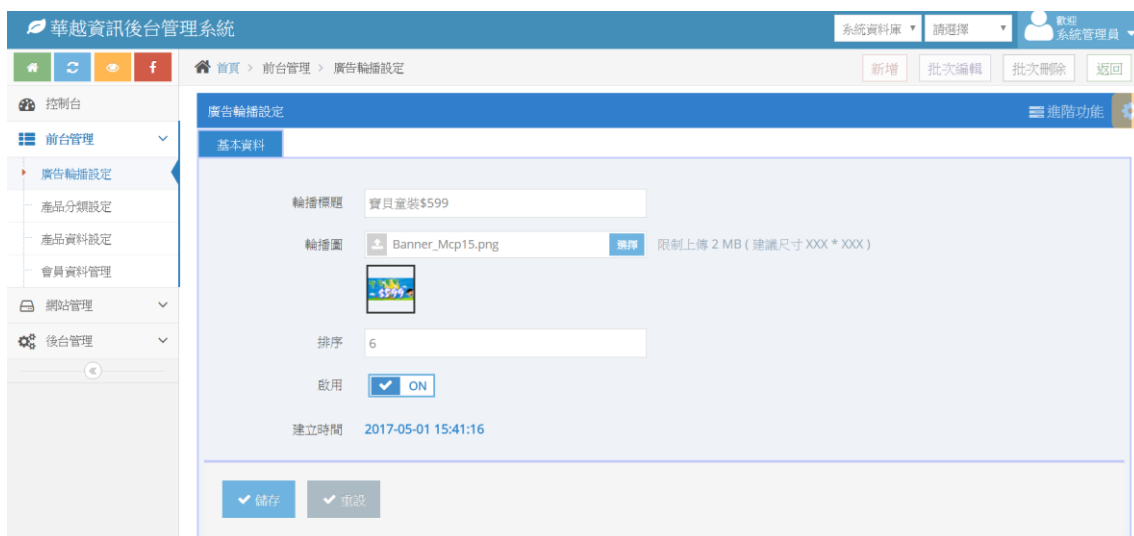 華越資訊後台管理系統
系統資料庫
請選擇
歡迎
系統管理員
首頁 > 前台管理 > 廣告輪播設定
新增
批次編輯
批次刪除
返回
控制台
前台管理
廣告輪播設定
產品分類設定
產品資料設定
會員資料管理
網站管理
後台管理
廣告輪播設定
進階功能
基本資料
輪播標題
寶貝童裝$599
輪播圖
Banner_Mcp15.png
選擇
限制上傳 2 MB ( 建議尺寸 XXX * XXX )
$599
排序
6
啟用
ON
建立時間
2017-05-01 15:41:16
儲存
重設